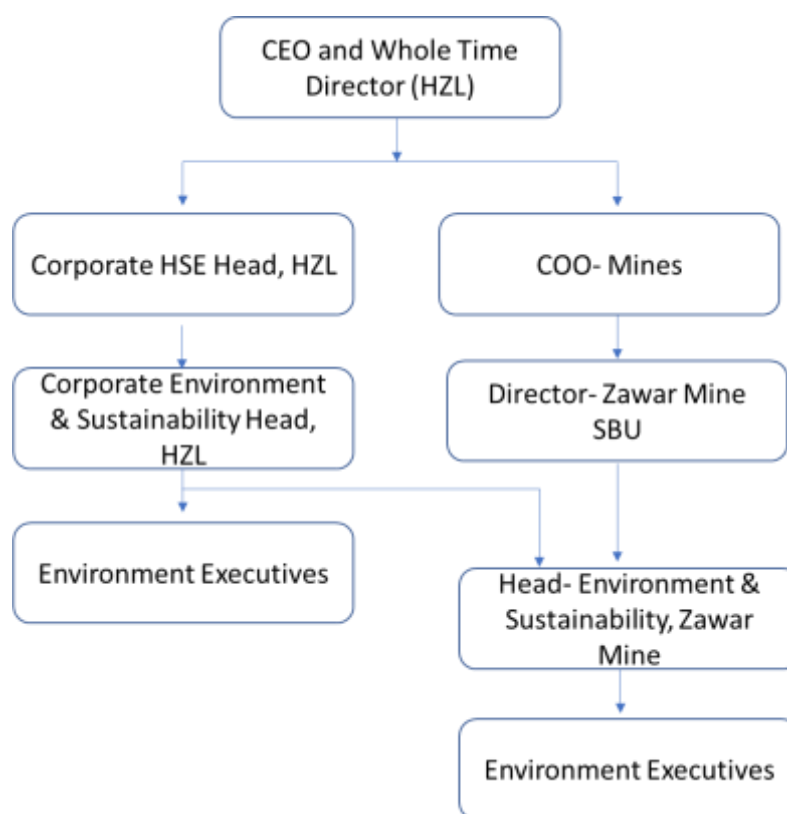 CEO and Whole Time
Director (HZL)
Corporate HSE Head, HZL
COO- Mines
Corporate Environment
& Sustainability Head,
HZL
Director- Zawar Mine
SBU
Environment Executives
Head- Environment &
Sustainability, Zawar
Mine
Environment Executives